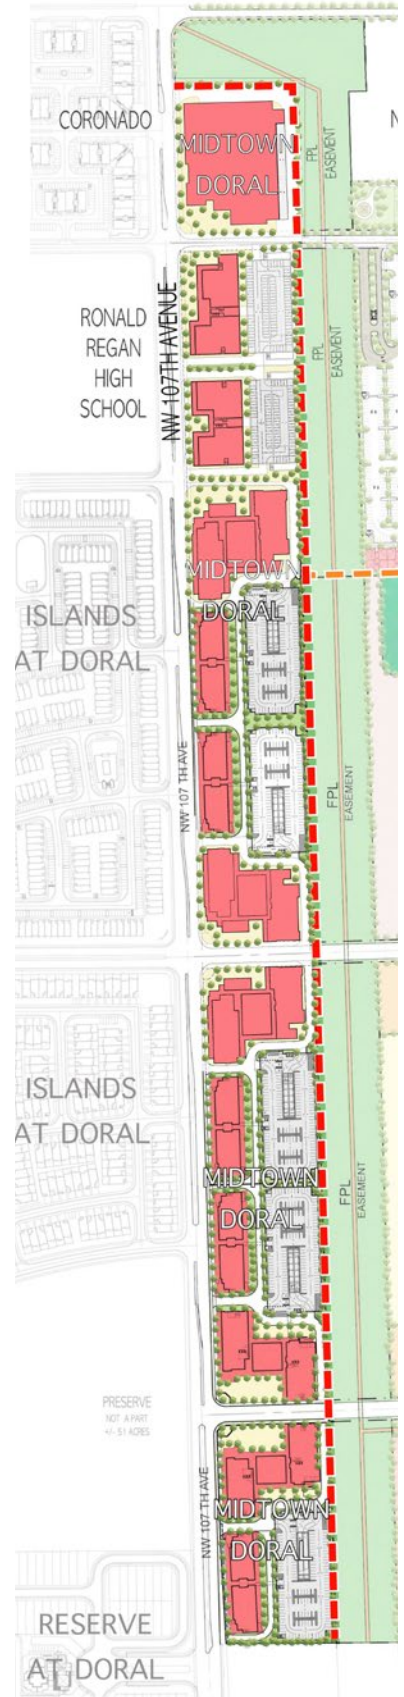 CORONADO
MIDTOWN
DORAL
FPL
EASEMENT
N
RONALD
REGAN
HIGH
SCHOOL
NW 107TH AVENUE
FPL
EASEMENT
MIDTOWN
DORAL
ISLANDS
AT DORAL
NW 107 TH AVE
FPL
EASEMENT
ISLANDS
AT DORAL
MIDTOWN
DORAL
FPL
EASEMENT
PRESERVE
NOT A PART
+/- 51 ACRES
NW 107 TH AVE
MIDTOWN
DORAL
RESERVE
AT DORAL